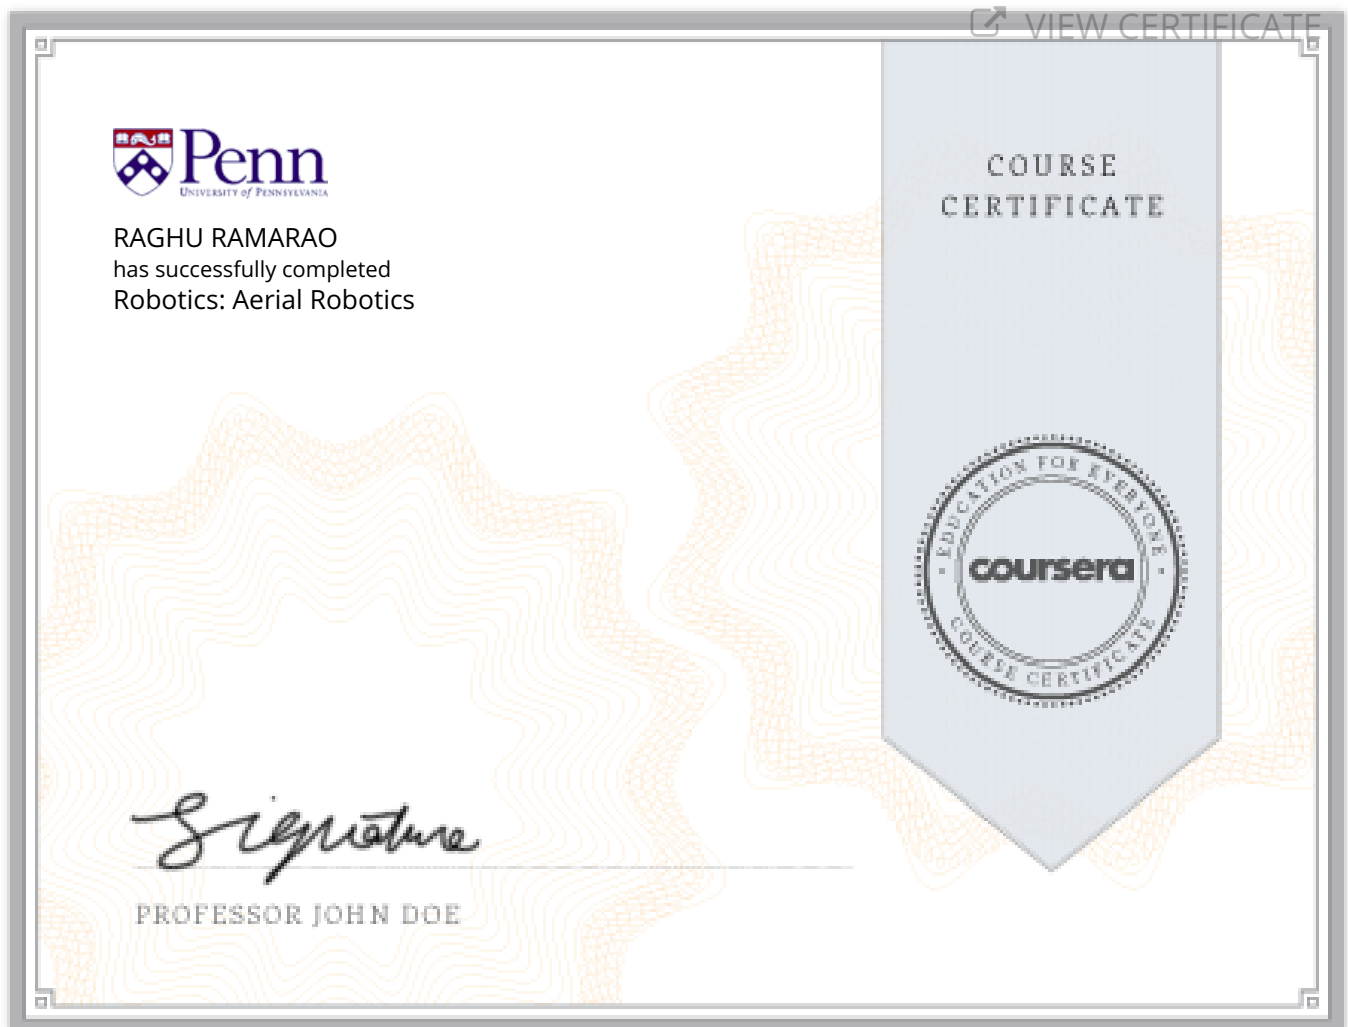 VIEW CERTIFICATE
Penn
UNIVERSITY of PENNSYLVANIA
RAGHU RAMARAO
has successfully completed
Robotics: Aerial Robotics
COURSE
CERTIFICATE
EDUCATION FOR EVERYONE
coursera
COURSE CERTIFICATE
Signature
PROFESSOR JOHN DOE